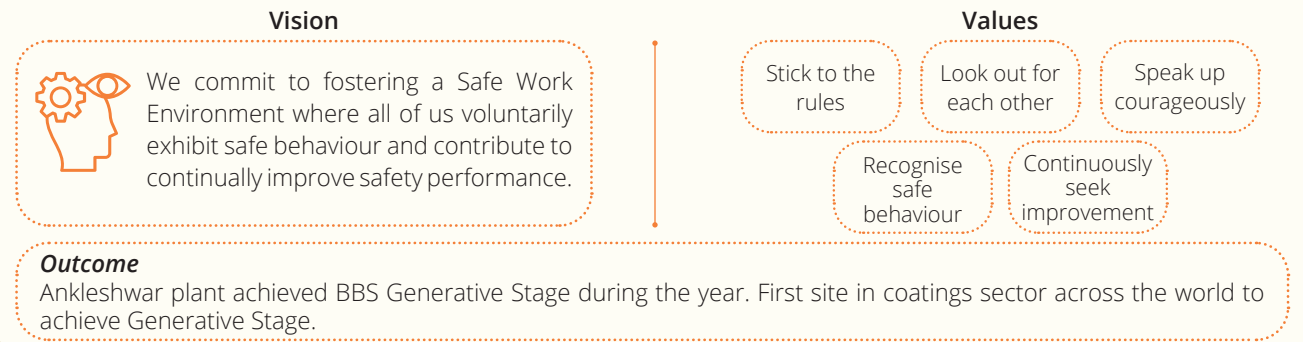 Vision
We commit to fostering a Safe Work
Environment where all of us voluntarily
exhibit safe behaviour and contribute to
continually improve safety performance.
Values
Stick to the
rules
Look out for
each other
Speak up
courageously
Recognise
safe
behaviour
Continuously
seek
improvement
Outcome
Ankleshwar plant achieved BBS Generative Stage during the year. First site in coatings sector across the world to
achieve Generative Stage.